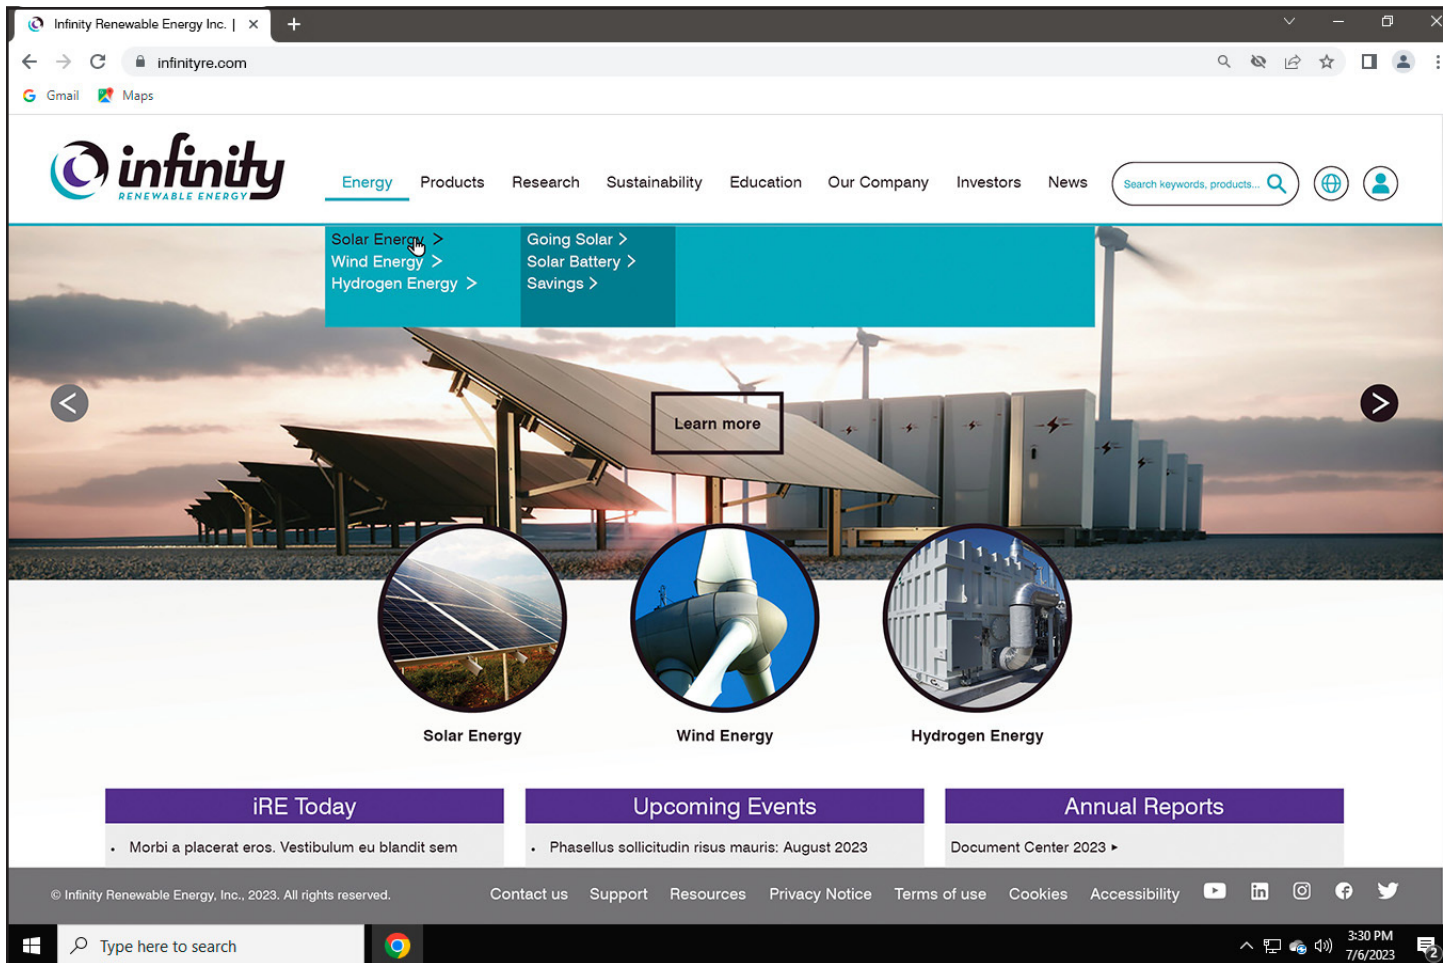 Infinity Renewable Energy Inc. |
infinityre.com
Gmail Maps
infinity
RENEWABLE ENERGY
Energy Products Research Sustainability Education Our Company Investors News Search keywords, products...
Solar Energy > Going Solar >
Wind Energy > Solar Battery >
Hydrogen Energy > Savings >
Learn more
Solar Energy Wind Energy Hydrogen Energy
iRE Today Upcoming Events Annual Reports
• Morbi a placerat eros. Vestibulum eu blandit sem • Phasellus sollicitudin risus mauris: August 2023 Document Center 2023 ▸
© Infinity Renewable Energy, Inc., 2023. All rights reserved. Contact us Support Resources Privacy Notice Terms of use Cookies Accessibility
Type here to search
3:30 PM
7/6/2023
2